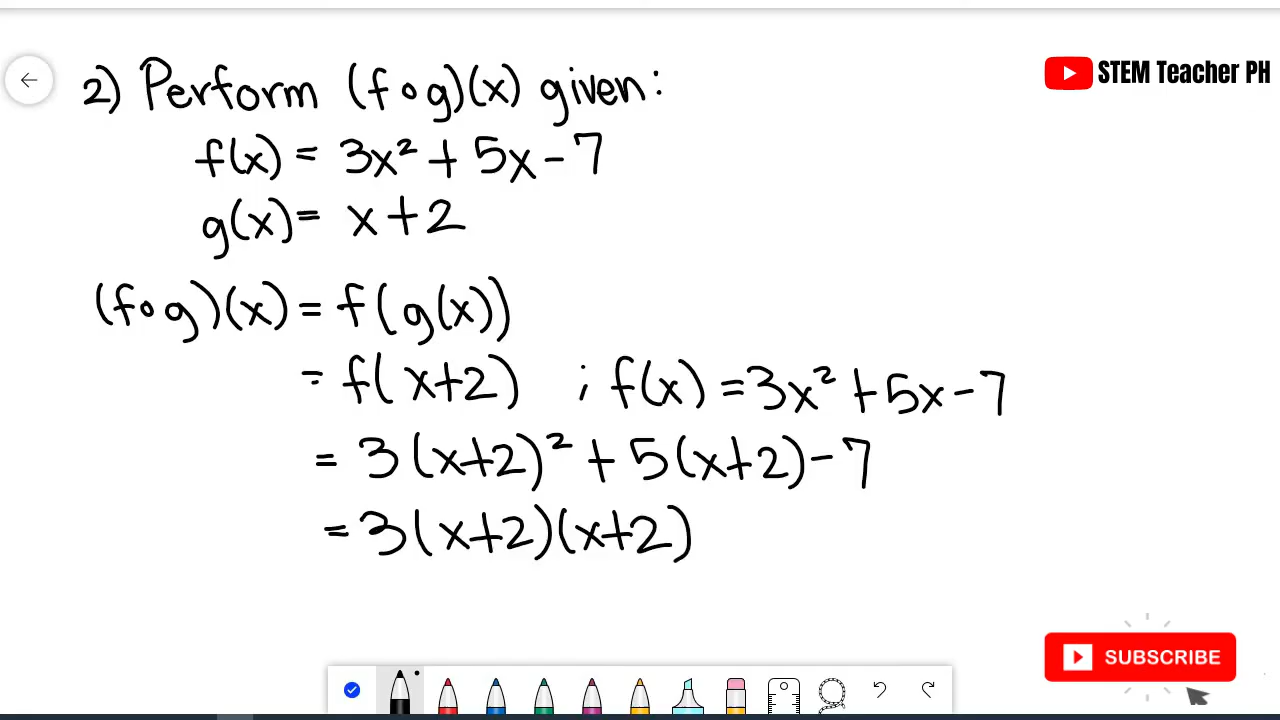 STEM Teacher PH
2) Perform (f∘g)(x) given:
f(x) = 3x² + 5x - 7
g(x) = x + 2
(f∘g)(x) = f(g(x))
= f(x+2) ; f(x) = 3x² + 5x - 7
= 3(x+2)² + 5(x+2) - 7
= 3(x+2)(x+2)
SUBSCRIBE